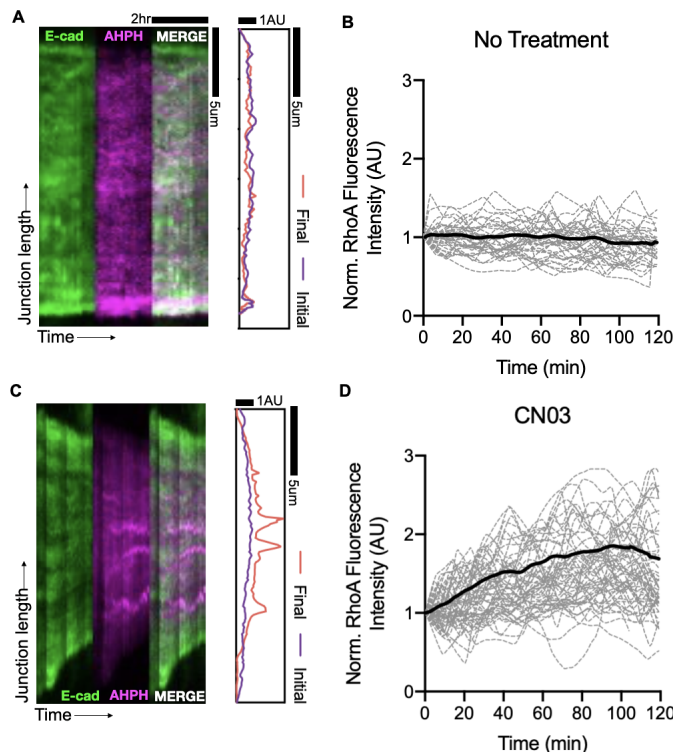 A
2hr
1AU
E-cad
AHPH
MERGE
5um
5um
Junction length
Time
Final
Initial
B
No Treatment
Norm. RhoA Fluorescence
Intensity (AU)
3
2
1
0
0 20 40 60 80 100 120
Time (min)
C
1AU
5um
E-cad
AHPH
MERGE
Junction length
Time
Final
Initial
D
CN03
Norm. RhoA Fluorescence
Intensity (AU)
3
2
1
0
0 20 40 60 80 100 120
Time (min)